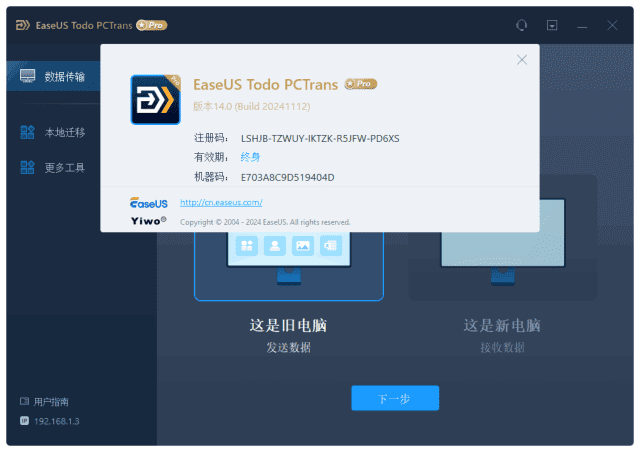 EaseUS Todo PCTrans Pro
EaseUS Todo PCTrans Pro
版本14.0 (Build 20241112)
注册码: LSHJB-TZWUY-IKTZK-R5JFW-PD6XS
有效期: 终身
机器码: E703A8C9D519404D
EaseUS http://cn.easeus.com/
Yiwo® Copyright © 2004 - 2024 EaseUS. All rights reserved.
数据传输
本地迁移
更多工具
这是旧电脑
发送数据
这是新电脑
接收数据
下一步
用户指南
IP 192.168.1.3